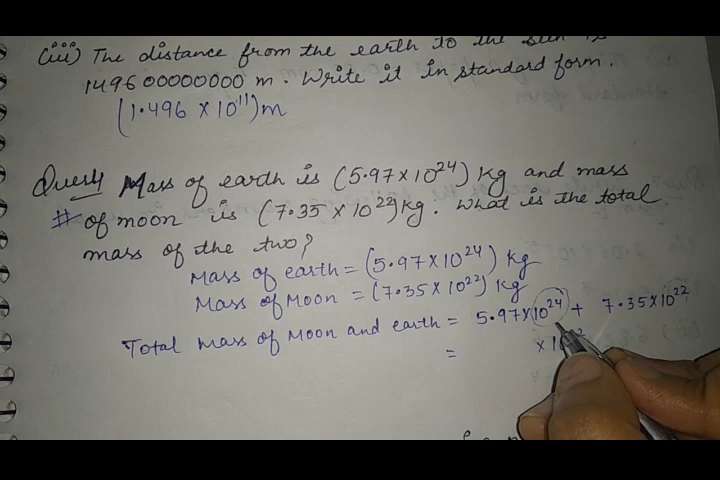 (iii) The distance from the earth to the sun is
149600000000 m. Write it in standard form.
(1.496 × 10¹¹)m
Ques4 Mass of earth is (5.97×10²⁴) Kg and mass
# of moon is (7.35 × 10²²)Kg. What is the total
mass of the two?
Mass of earth = (5.97×10²⁴) Kg
Mass of Moon = (7.35×10²²) Kg
Total Mass of Moon and earth = 5.97×10²⁴ + 7.35×10²²
=